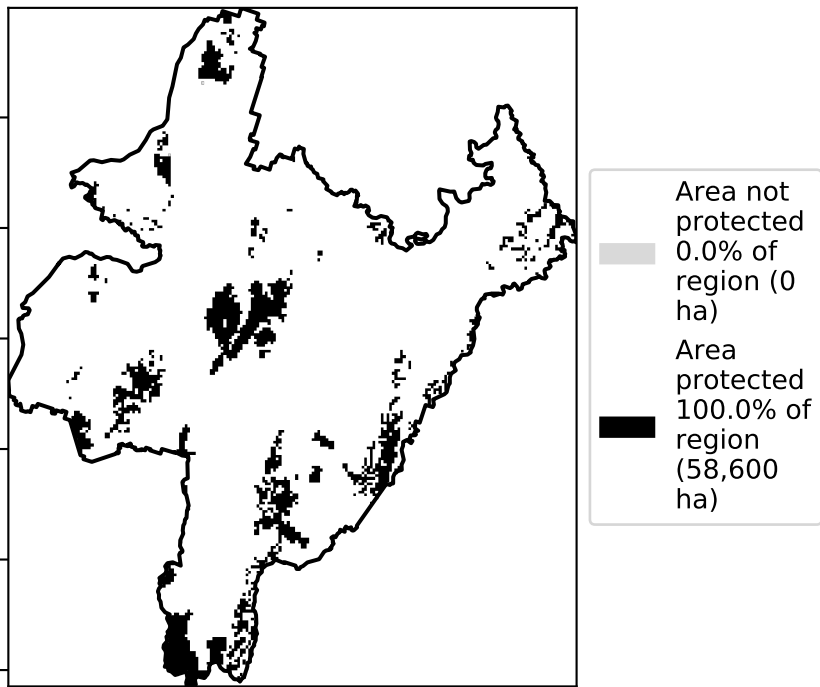 Area not
protected
0.0% of
region (0
ha)
Area
protected
100.0% of
region
(58,600
ha)